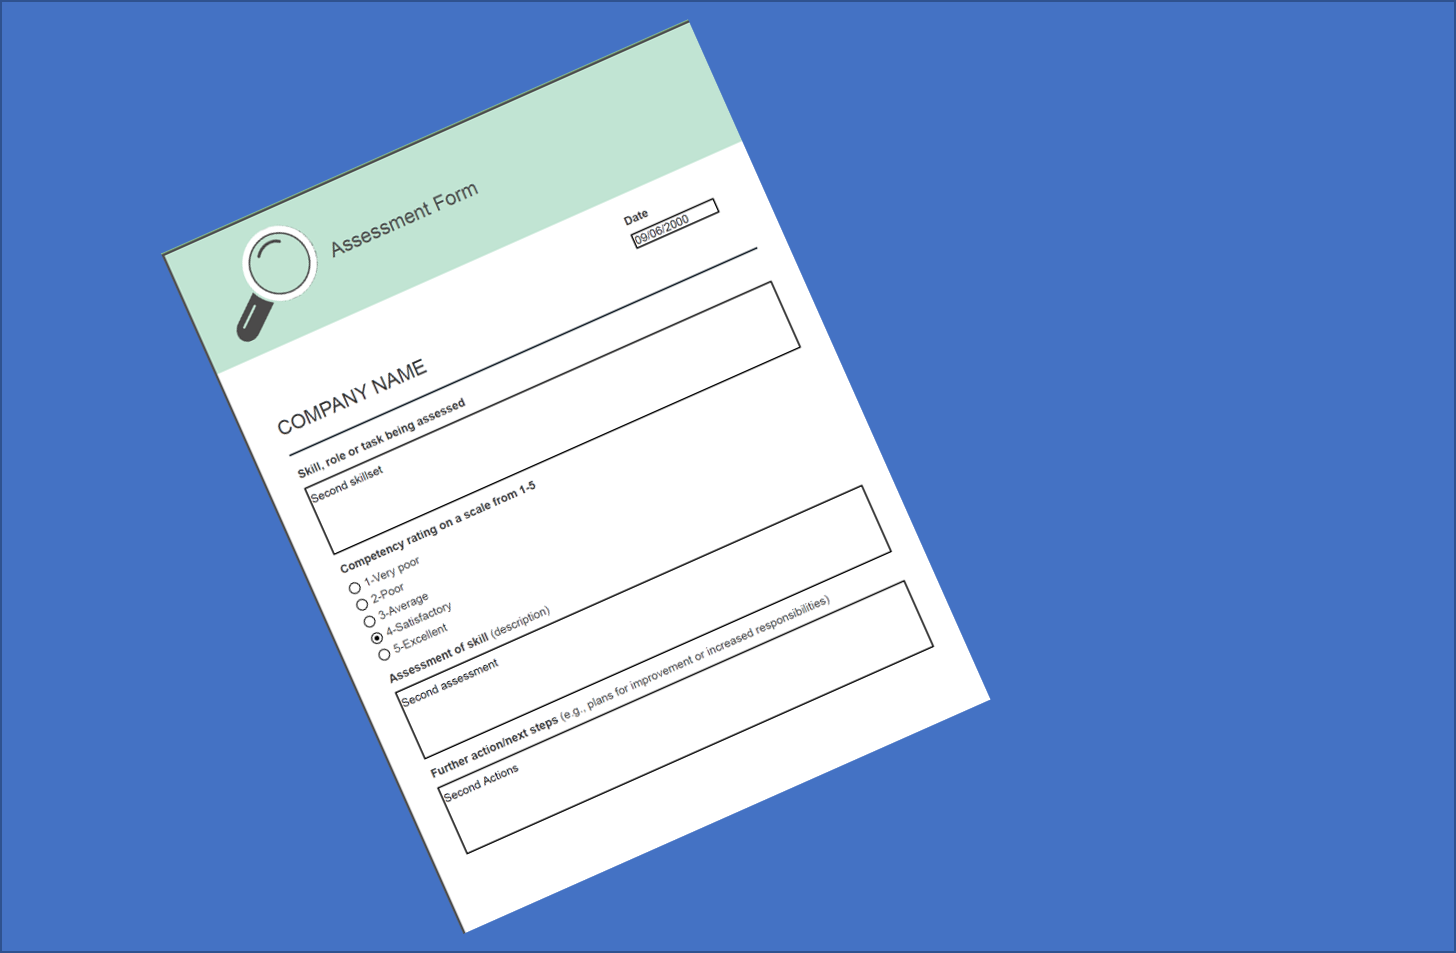 Assessment Form
Date
09/06/2000
COMPANY NAME
Skill, role or task being assessed
Second skillset
Competency rating on a scale from 1-5
1-Very poor
2-Poor
3-Average
4-Satisfactory
5-Excellent
Assessment of skill (description)
Second assessment
Further action/next steps (e.g., plans for improvement or increased responsibilities)
Second Actions